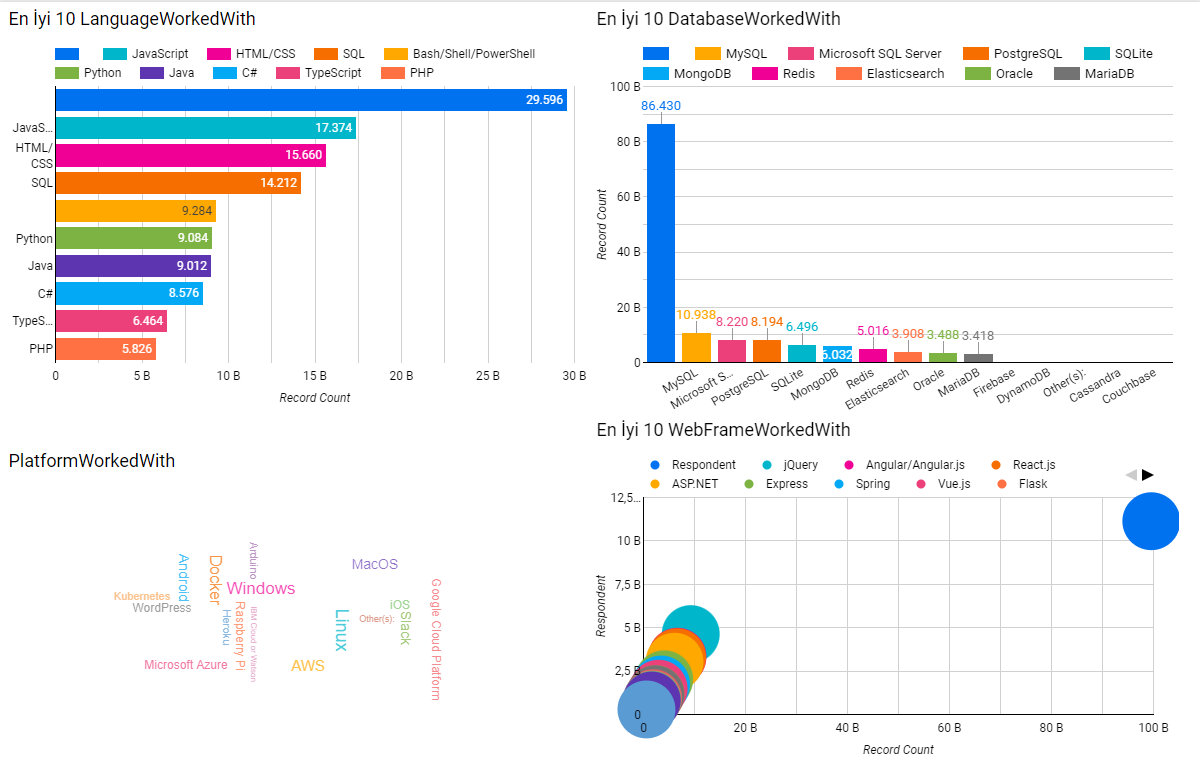 En İyi 10 LanguageWorkedWith
JavaScript HTML/CSS SQL Bash/Shell/PowerShell
Python Java C# TypeScript PHP
29.596
JavaS... 17.374
HTML/
CSS
15.660
SQL 14.212
9.284
Python 9.084
Java 9.012
C# 8.576
TypeS... 6.464
PHP 5.826
0 5 B 10 B 15 B 20 B 25 B 30 B
Record Count
En İyi 10 DatabaseWorkedWith
MySQL Microsoft SQL Server PostgreSQL SQLite
MongoDB Redis Elasticsearch Oracle MariaDB
100 B
80 B
60 B
40 B
20 B
0
Record Count
86.430
10.938
8.220
8.194
6.496
6.032
5.016
3.908
3.488
3.418
MySQL
Microsoft S...
PostgreSQL
SQLite
MongoDB
Redis
Elasticsearch
Oracle
MariaDB
Firebase
DynamoDB
Other(s):
Cassandra
Couchbase
PlatformWorkedWith
Android
Docker
Arduino
Windows
MacOS
Kubernetes
WordPress
Heroku
Raspberry Pi
IBM Cloud or Watson
Linux
Other(s):
iOS
Slack
Google Cloud Platform
Microsoft Azure
AWS
En İyi 10 WebFrameWorkedWith
Respondent jQuery Angular/Angular.js React.js
ASP.NET Express Spring Vue.js Flask
12,5...
10 B
7,5 B
5 B
2,5 B
0
Respondent
0 20 B 40 B 60 B 80 B 100 B
Record Count